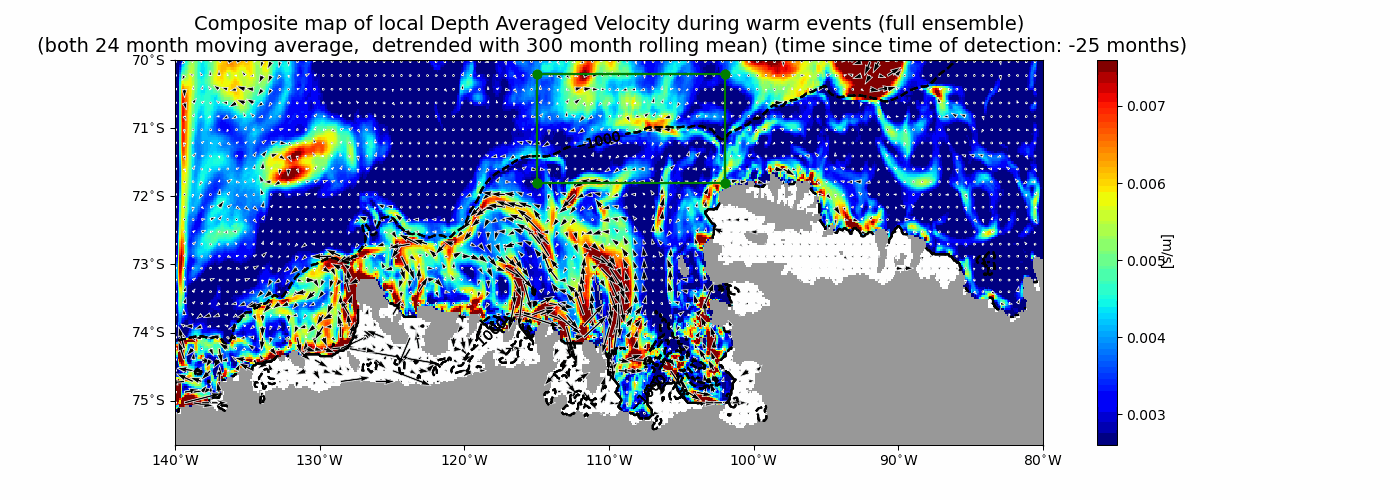 Composite map of local Depth Averaged Velocity during warm events (full ensemble)
(both 24 month moving average,  detrended with 300 month rolling mean) (time since time of detection: -25 months)
70°S
71°S
72°S
73°S
74°S
75°S
140°W
130°W
120°W
110°W
100°W
90°W
80°W
1000
1000
0.007
0.006
0.005
0.004
0.003
[m/s]